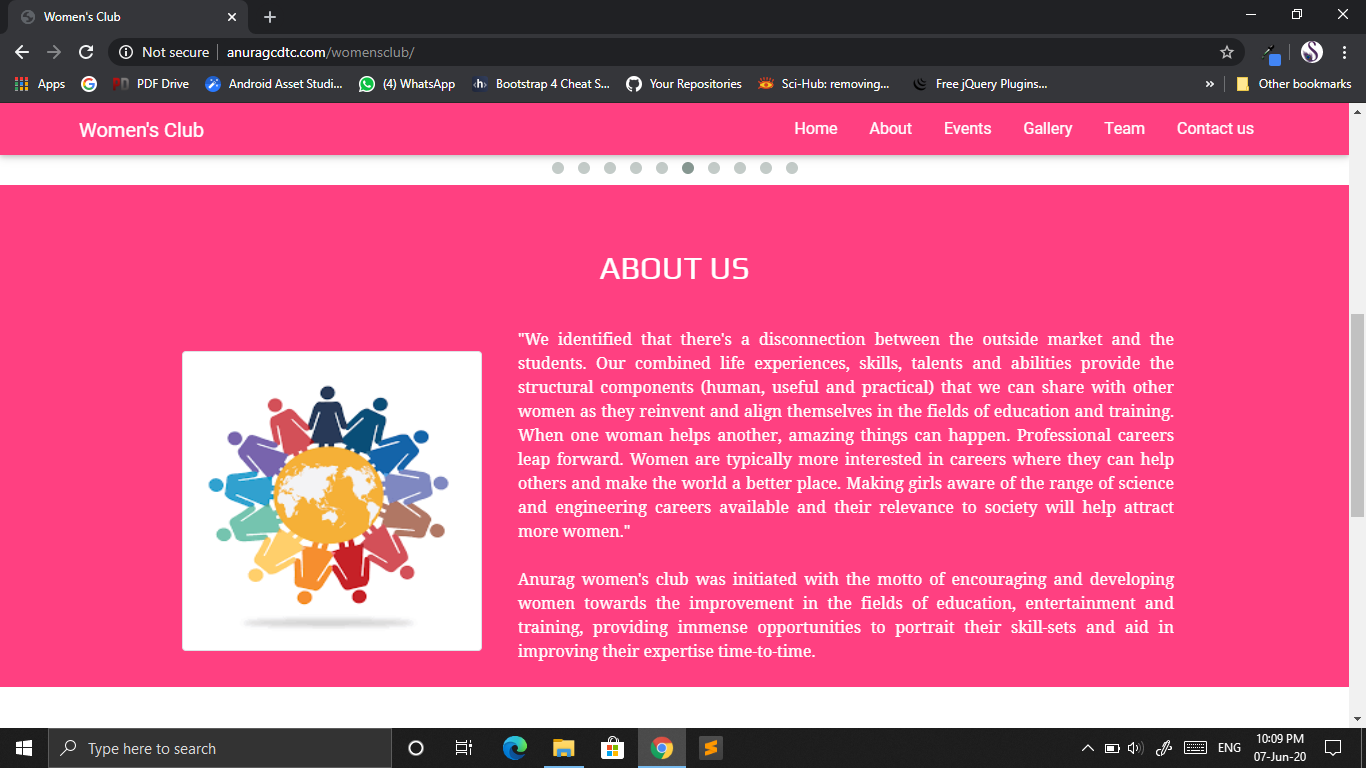 Women's Club
Not secure
anuragcdtc.com/womensclub/
Apps
PDF Drive
Android Asset Studi...
(4) WhatsApp
Bootstrap 4 Cheat S...
Your Repositories
Sci-Hub: removing...
Free jQuery Plugins...
»
Other bookmarks
Women's Club
Home
About
Events
Gallery
Team
Contact us
ABOUT US
"We identified that there's a disconnection between the outside market and the
students. Our combined life experiences, skills, talents and abilities provide the
structural components (human, useful and practical) that we can share with other
women as they reinvent and align themselves in the fields of education and training.
When one woman helps another, amazing things can happen. Professional careers
leap forward. Women are typically more interested in careers where they can help
others and make the world a better place. Making girls aware of the range of science
and engineering careers available and their relevance to society will help attract
more women."
Anurag women's club was initiated with the motto of encouraging and developing
women towards the improvement in the fields of education, entertainment and
training, providing immense opportunities to portrait their skill-sets and aid in
improving their expertise time-to-time.
Type here to search
ENG
10:09 PM
07-Jun-20